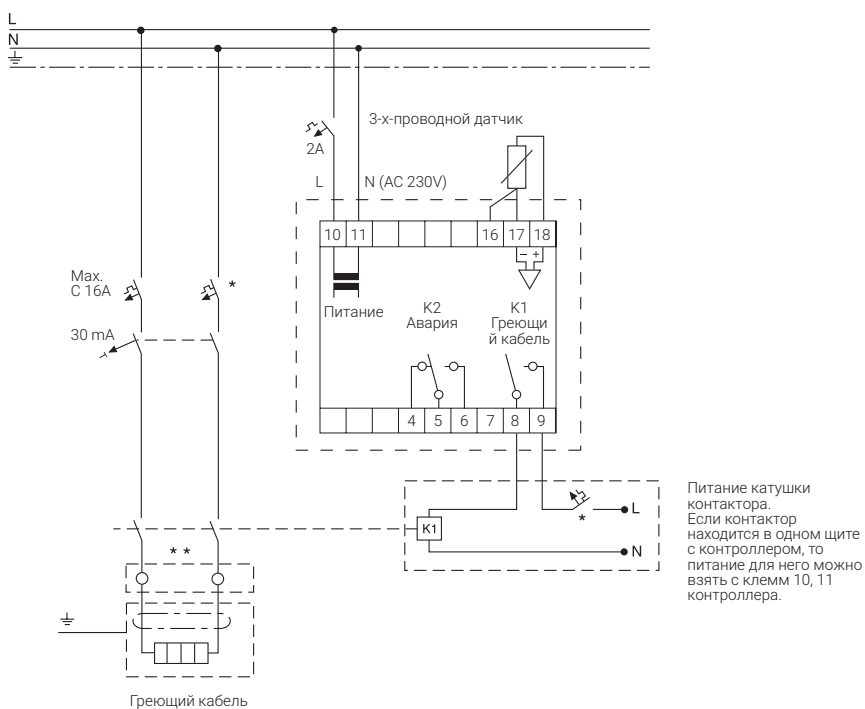 L
N
3-х-проводной датчик
2A
L
N (AC 230V)
10
11
16
17
18
– +
Max.
C 16A
*
30 mA
Питание
K2
Авария
K1
Греющи
й кабель
4
5
6
7
8
9
K1
*
L
N
Питание катушки
контактора.
Если контактор
находится в одном щите
с контроллером, то
питание для него можно
взять с клемм 10, 11
контроллера.
* *
Греющий кабель